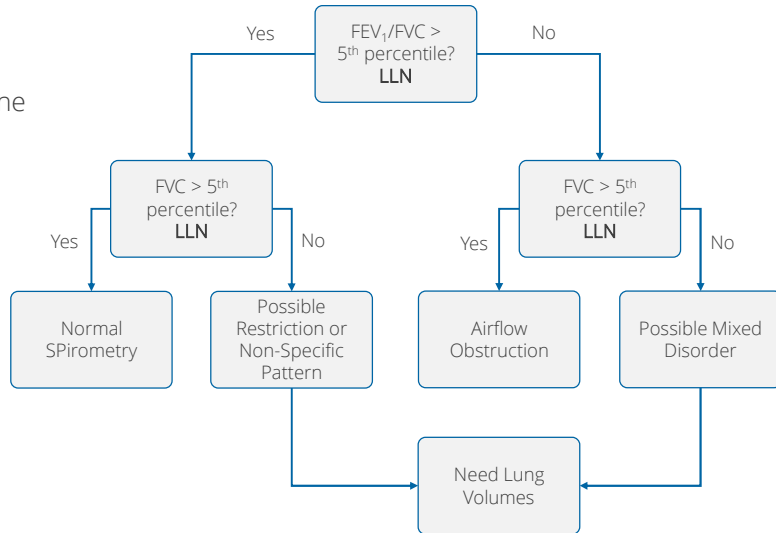 FEV₁/FVC >
5ᵗʰ percentile?
LLN
Yes
No
ne
FVC > 5ᵗʰ
percentile?
LLN
FVC > 5ᵗʰ
percentile?
LLN
Yes
No
Yes
No
Normal
SPirometry
Possible
Restriction or
Non-Specific
Pattern
Airflow
Obstruction
Possible Mixed
Disorder
Need Lung
Volumes